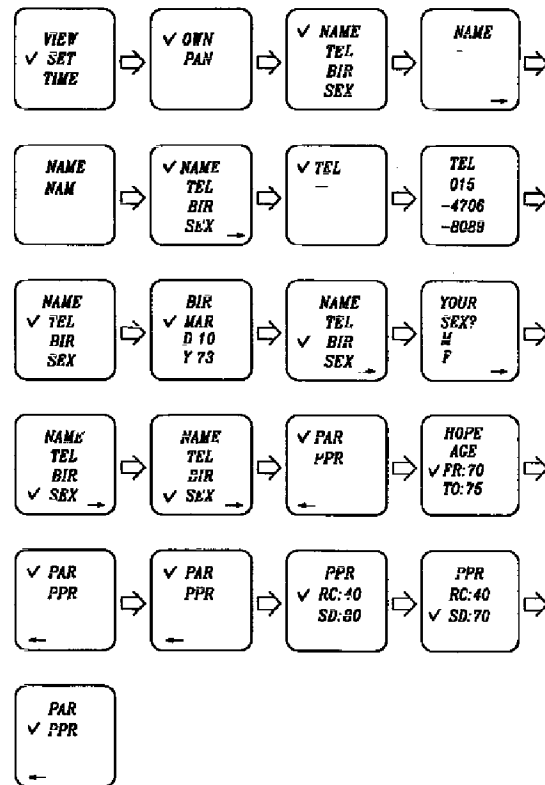 VIEW
✓ SET
TIME
✓ OWN
PAN
✓ NAME
TEL
BIR
SEX
NAME
-
→
NAME
NAM
✓ NAME
TEL
BIR
SEX →
✓ TEL
-
TEL
015
-4706
-8089
NAME
✓ TEL
BIR
SEX
BIR
✓ MAR
D 10
Y 73
NAME
TEL
✓ BIR
SEX →
YOUR
SEX?
M
F →
NAME
TEL
BIR
✓ SEX →
NAME
TEL
BIR
✓ SEX →
✓ PAR
PPR
←
HOPE
AGE
✓ FR:70
TO:75
✓ PAR
PPR
←
✓ PAR
PPR
←
PPR
✓ RC:40
SD:80
PPR
RC:40
✓ SD:70
PAR
✓ PPR
←